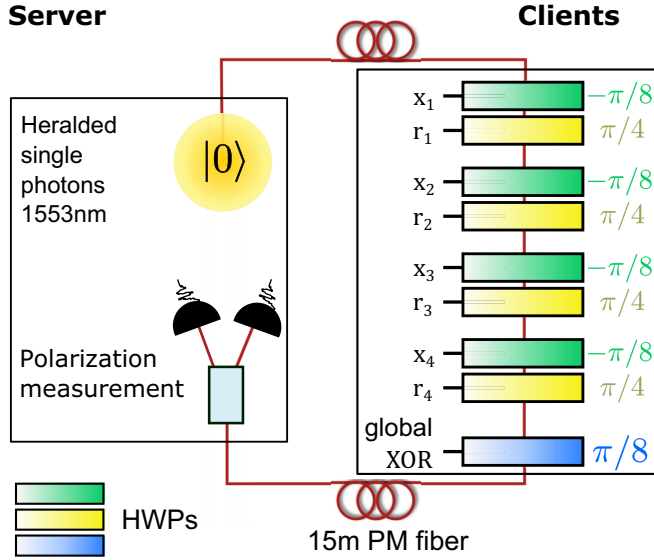 Server
Clients
Heralded
single
photons
1553nm
|0⟩
Polarization
measurement
x₁ −π/8
r₁ π/4
x₂ −π/8
r₂ π/4
x₃ −π/8
r₃ π/4
x₄ −π/8
r₄ π/4
global
XOR π/8
HWPs
15m PM fiber